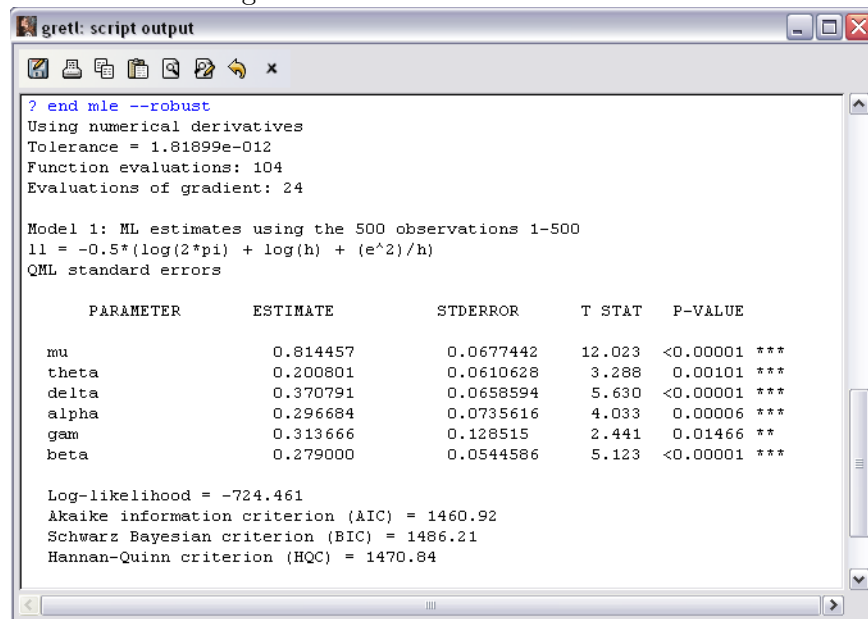 gretl: script output
? end mle --robust
Using numerical derivatives
Tolerance = 1.81899e-012
Function evaluations: 104
Evaluations of gradient: 24
Model 1: ML estimates using the 500 observations 1-500
ll = -0.5*(log(2*pi) + log(h) + (e^2)/h)
QML standard errors
PARAMETER ESTIMATE STDERROR T STAT P-VALUE
mu 0.814457 0.0677442 12.023 <0.00001 ***
theta 0.200801 0.0610628 3.288 0.00101 ***
delta 0.370791 0.0658594 5.630 <0.00001 ***
alpha 0.296684 0.0735616 4.033 0.00006 ***
gam 0.313666 0.128515 2.441 0.01466 **
beta 0.279000 0.0544586 5.123 <0.00001 ***
Log-likelihood = -724.461
Akaike information criterion (AIC) = 1460.92
Schwarz Bayesian criterion (BIC) = 1486.21
Hannan-Quinn criterion (HQC) = 1470.84